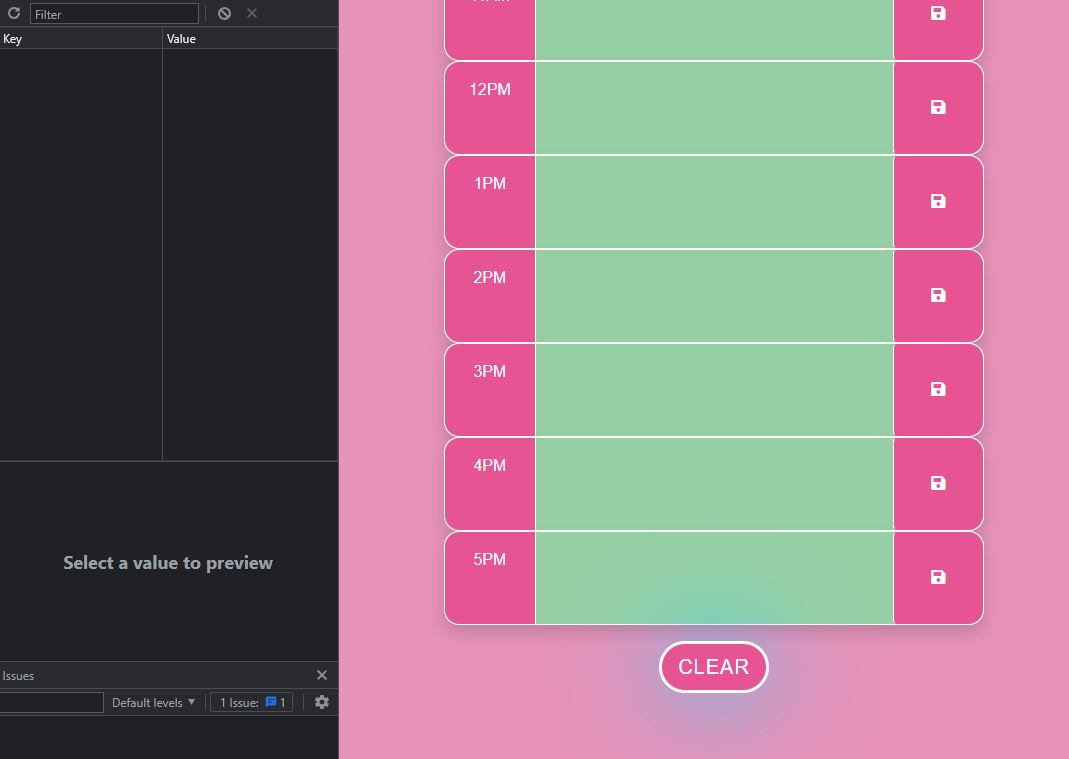 Filter
Key Value
Select a value to preview
Issues
Default levels ▼ 1 Issue: 1
12PM
1PM
2PM
3PM
4PM
5PM
CLEAR